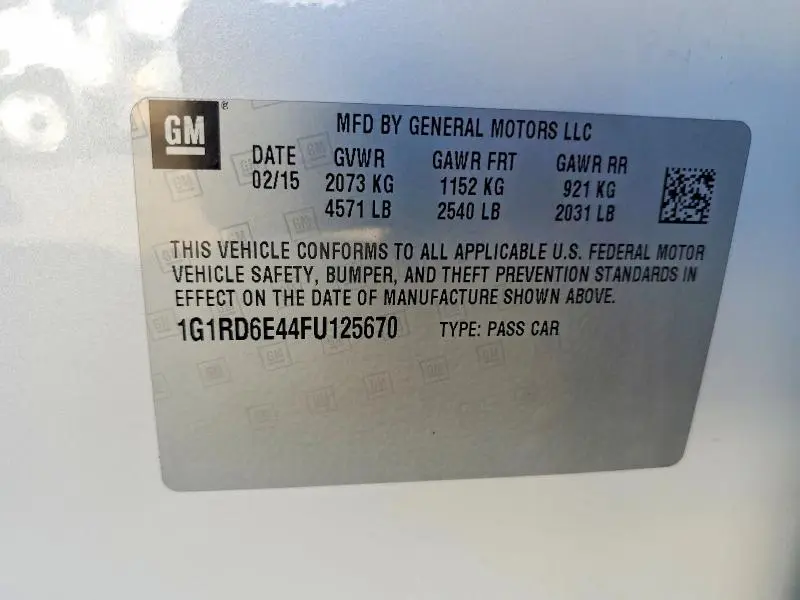 GM ®
MFD BY GENERAL MOTORS LLC
DATE GVWR GAWR FRT GAWR RR
02/15 2073 KG 1152 KG 921 KG
4571 LB 2540 LB 2031 LB
THIS VEHICLE CONFORMS TO ALL APPLICABLE U.S. FEDERAL MOTOR
VEHICLE SAFETY, BUMPER, AND THEFT PREVENTION STANDARDS IN
EFFECT ON THE DATE OF MANUFACTURE SHOWN ABOVE.
1G1RD6E44FU125670 TYPE: PASS CAR